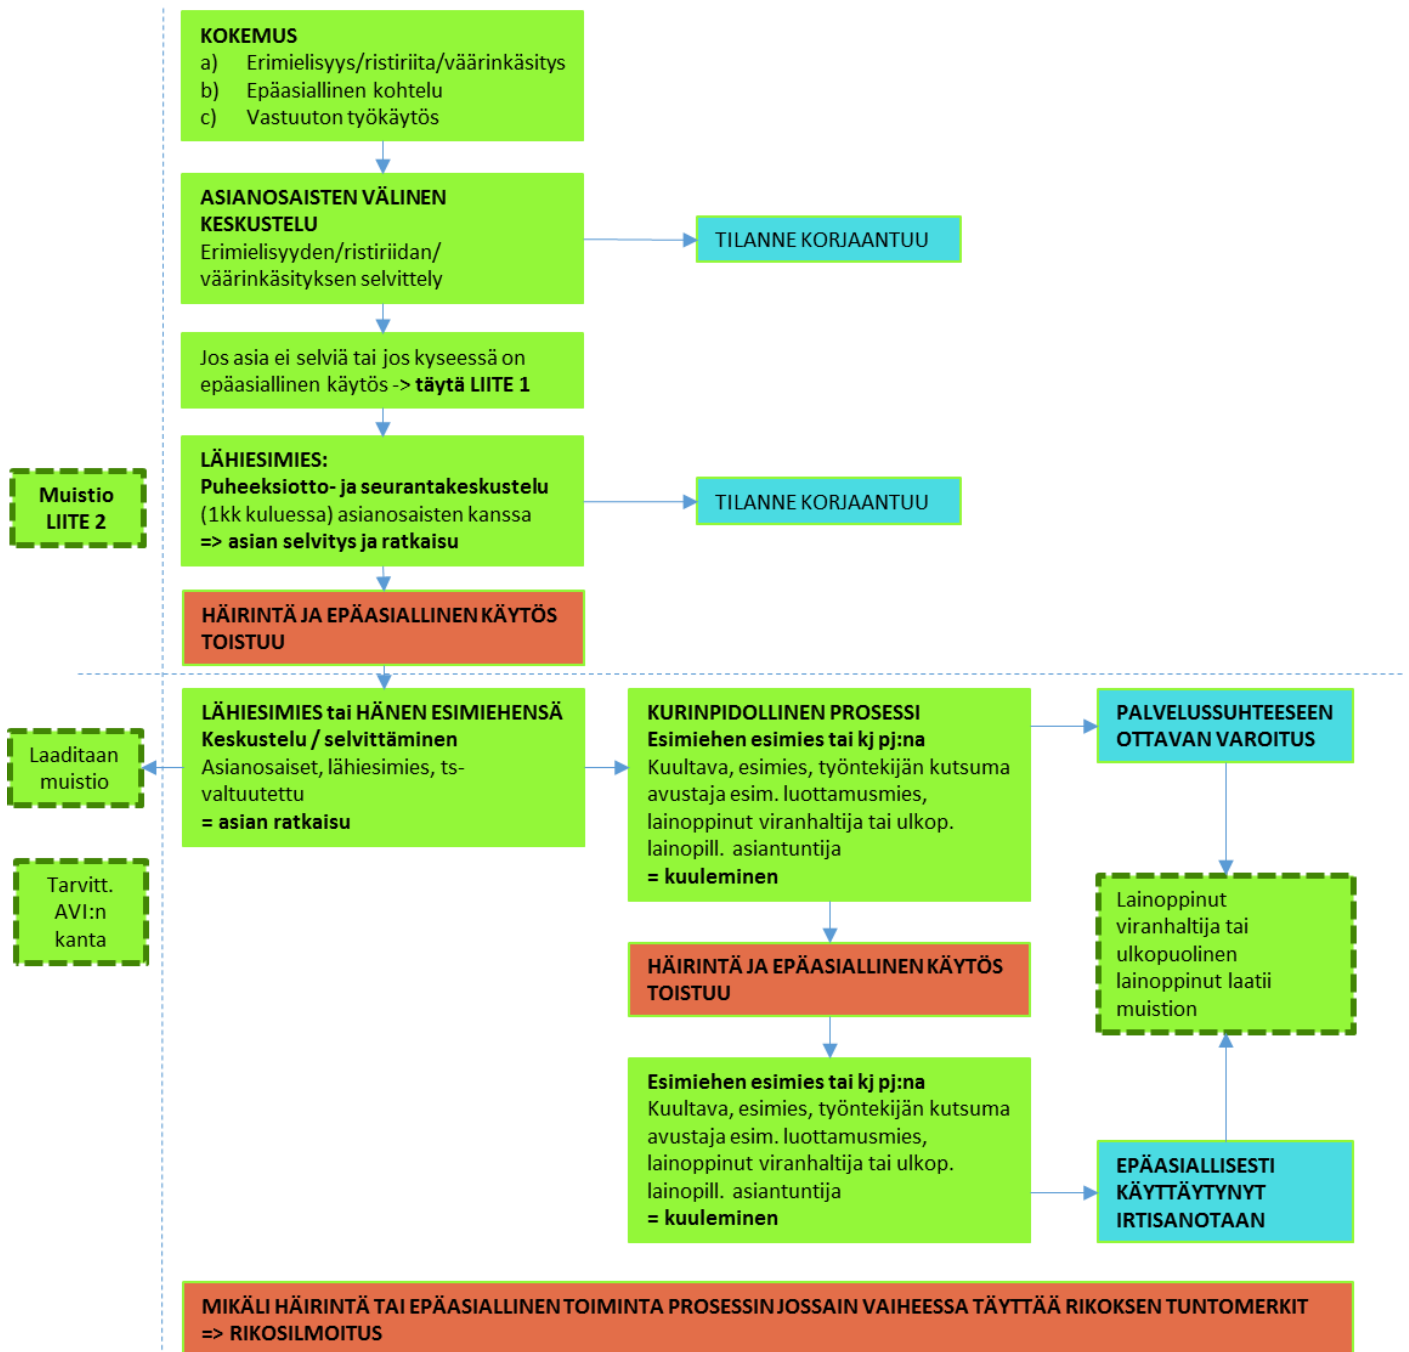 KOKEMUS
a) Erimielisyys/ristiriita/väärinkäsitys
b) Epäasiallinen kohtelu
c) Vastuuton työkäytös
ASIANOSAISTEN VÄLINEN
KESKUSTELU
Erimielisyyden/ristiriidan/
väärinkäsityksen selvittely
TILANNE KORJAANTUU
Jos asia ei selviä tai jos kyseessä on
epäasiallinen käytös -> täytä LIITE 1
Muistio
LIITE 2
LÄHIESIMIES:
Puheeksiotto- ja seurantakeskustelu
(1kk kuluessa) asianosaisten kanssa
=> asian selvitys ja ratkaisu
TILANNE KORJAANTUU
HÄIRINTÄ JA EPÄASIALLINEN KÄYTÖS
TOISTUU
Laaditaan
muistio
LÄHIESIMIES tai HÄNEN ESIMIEHENSÄ
Keskustelu / selvittäminen
Asianosaiset, lähiesimies, ts-
valtuutettu
= asian ratkaisu
KURINPIDOLLINEN PROSESSI
Esimiehen esimies tai kj pj:na
Kuultava, esimies, työntekijän kutsuma
avustaja esim. luottamusmies,
lainoppinut viranhaltija tai ulkop.
lainopill. asiantuntija
= kuuleminen
PALVELUSSUHTEESEEN
OTTAVAN VAROITUS
Tarvitt.
AVI:n
kanta
Lainoppinut
viranhaltija tai
ulkopuolinen
lainoppinut laatii
muistion
HÄIRINTÄ JA EPÄASIALLINEN KÄYTÖS
TOISTUU
Esimiehen esimies tai kj pj:na
Kuultava, esimies, työntekijän kutsuma
avustaja esim. luottamusmies,
lainoppinut viranhaltija tai ulkop.
lainopill. asiantuntija
= kuuleminen
EPÄASIALLISESTI
KÄYTTÄYTYNYT
IRTISANOTAAN
MIKÄLI HÄIRINTÄ TAI EPÄASIALLINEN TOIMINTA PROSESSIN JOSSAIN VAIHEESSA TÄYTTÄÄ RIKOKSEN TUNTOMERKIT
=> RIKOSILMOITUS